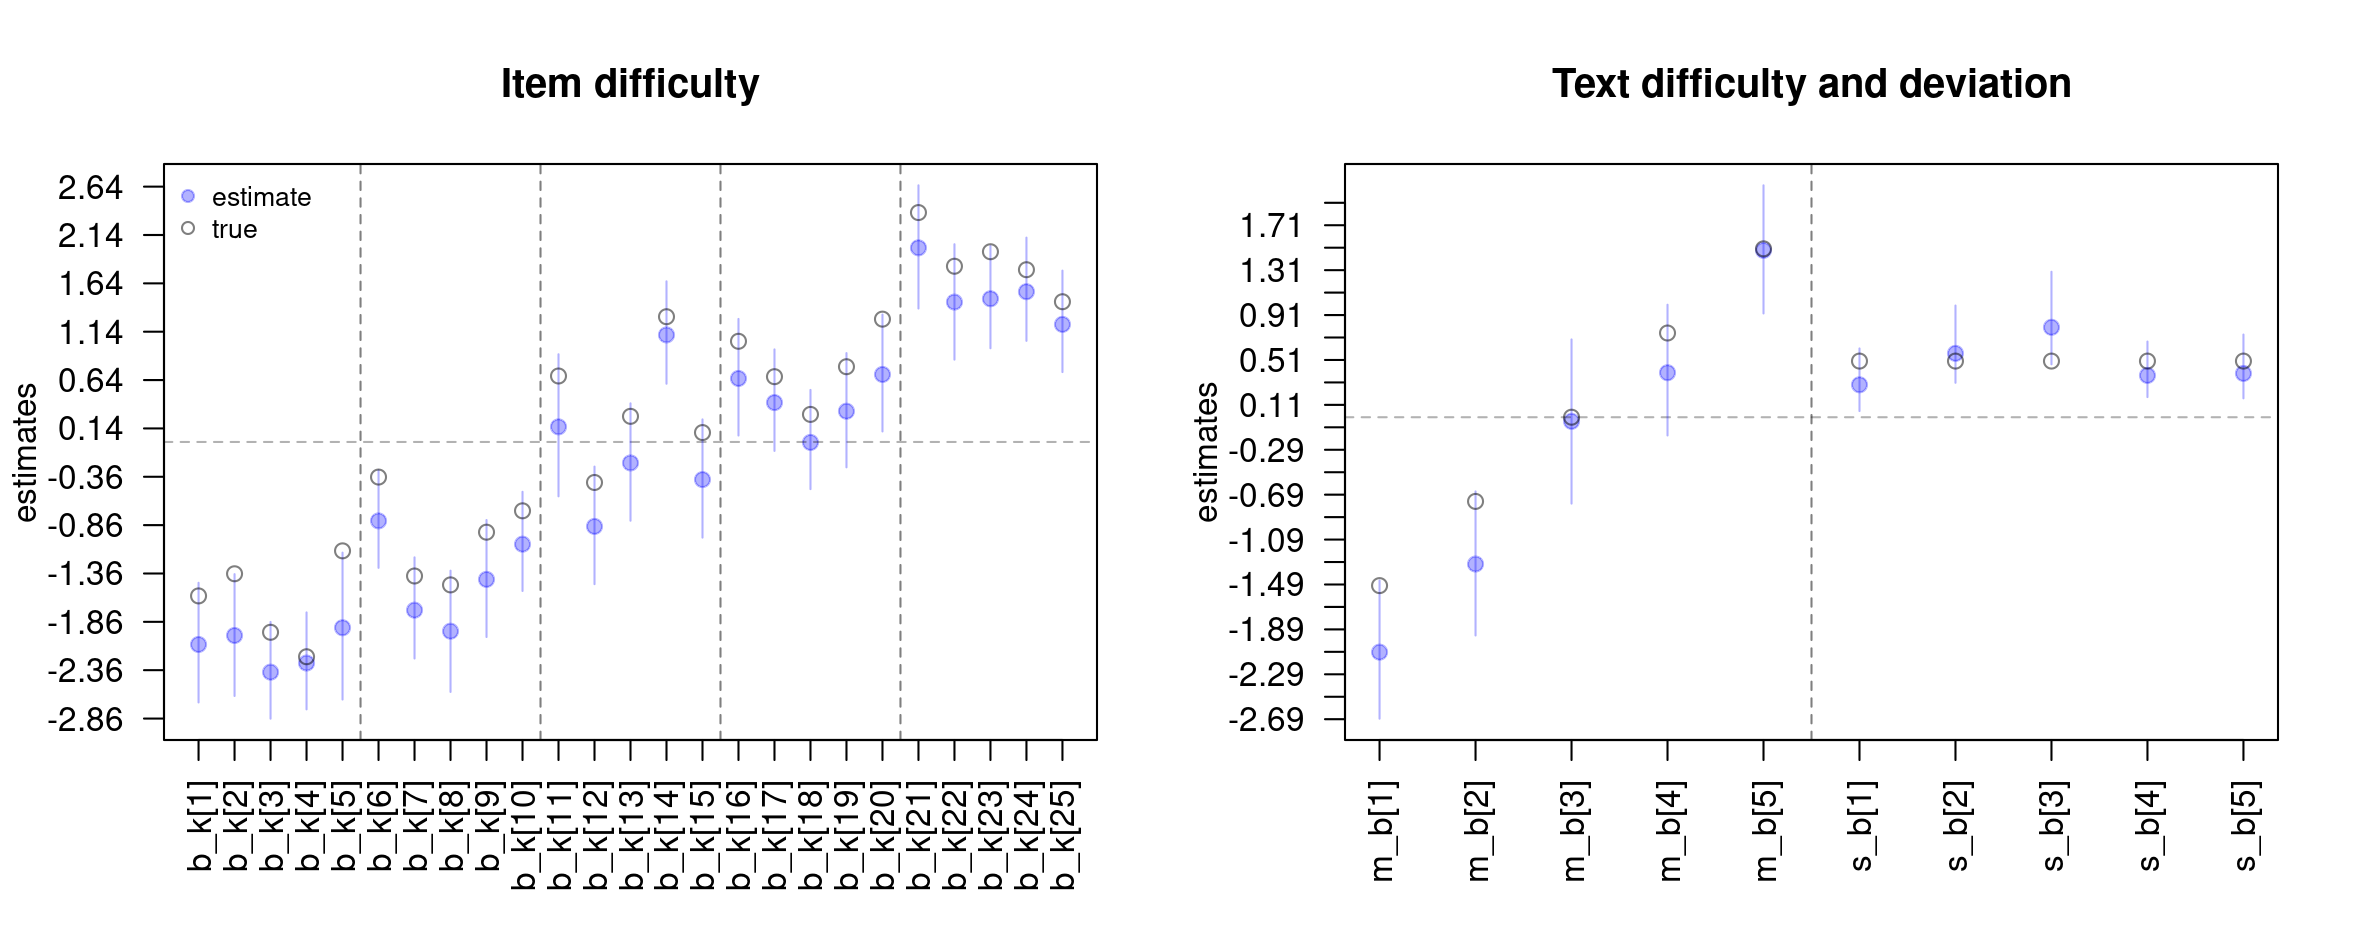 Item difficulty
estimates
2.64
2.14
1.64
1.14
0.64
0.14
-0.36
-0.86
-1.36
-1.86
-2.36
-2.86
estimate
true
b_k[1]
b_k[2]
b_k[3]
b_k[4]
b_k[5]
b_k[6]
b_k[7]
b_k[8]
b_k[9]
b_k[10]
b_k[11]
b_k[12]
b_k[13]
b_k[14]
b_k[15]
b_k[16]
b_k[17]
b_k[18]
b_k[19]
b_k[20]
b_k[21]
b_k[22]
b_k[23]
b_k[24]
b_k[25]
Text difficulty and deviation
estimates
1.71
1.31
0.91
0.51
0.11
-0.29
-0.69
-1.09
-1.49
-1.89
-2.29
-2.69
m_b[1]
m_b[2]
m_b[3]
m_b[4]
m_b[5]
s_b[1]
s_b[2]
s_b[3]
s_b[4]
s_b[5]